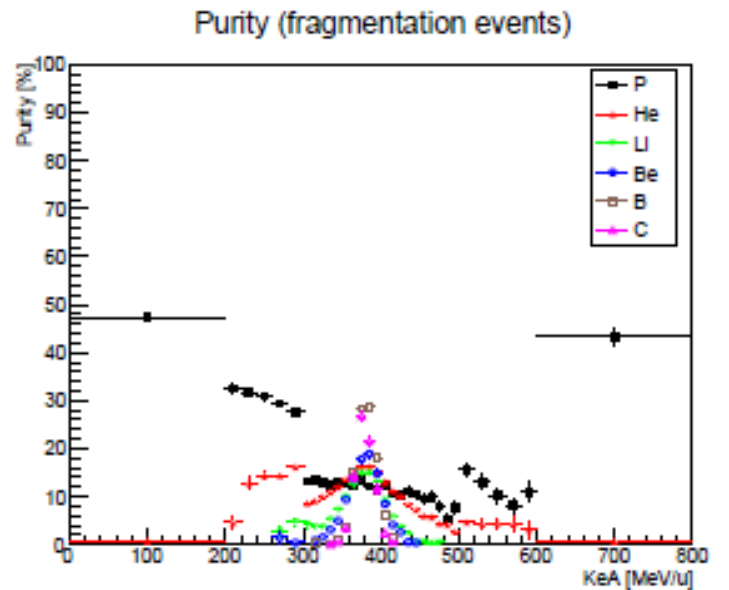 Purity (fragmentation events)
Purity [%]
100
90
80
70
60
50
40
30
20
10
0
P
He
Li
Be
B
C
0 100 200 300 400 500 600 700 800
KeA [MeV/u]